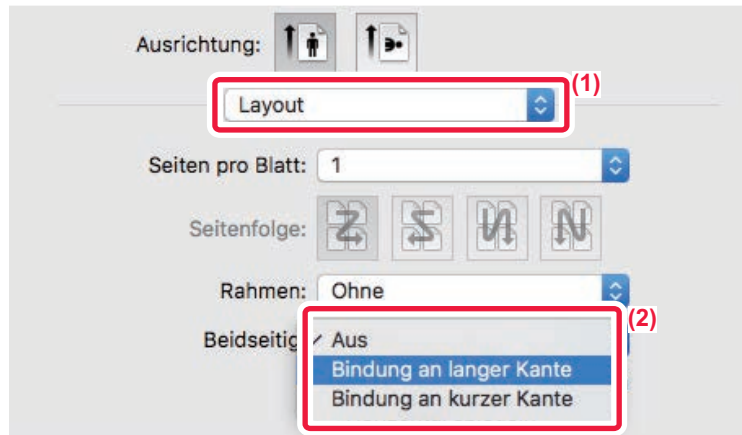 Ausrichtung:
(1)
Layout
Seiten pro Blatt: 1
Seitenfolge:
Rahmen: Ohne
(2)
Beidseitig ✓ Aus
Bindung an langer Kante
Bindung an kurzer Kante